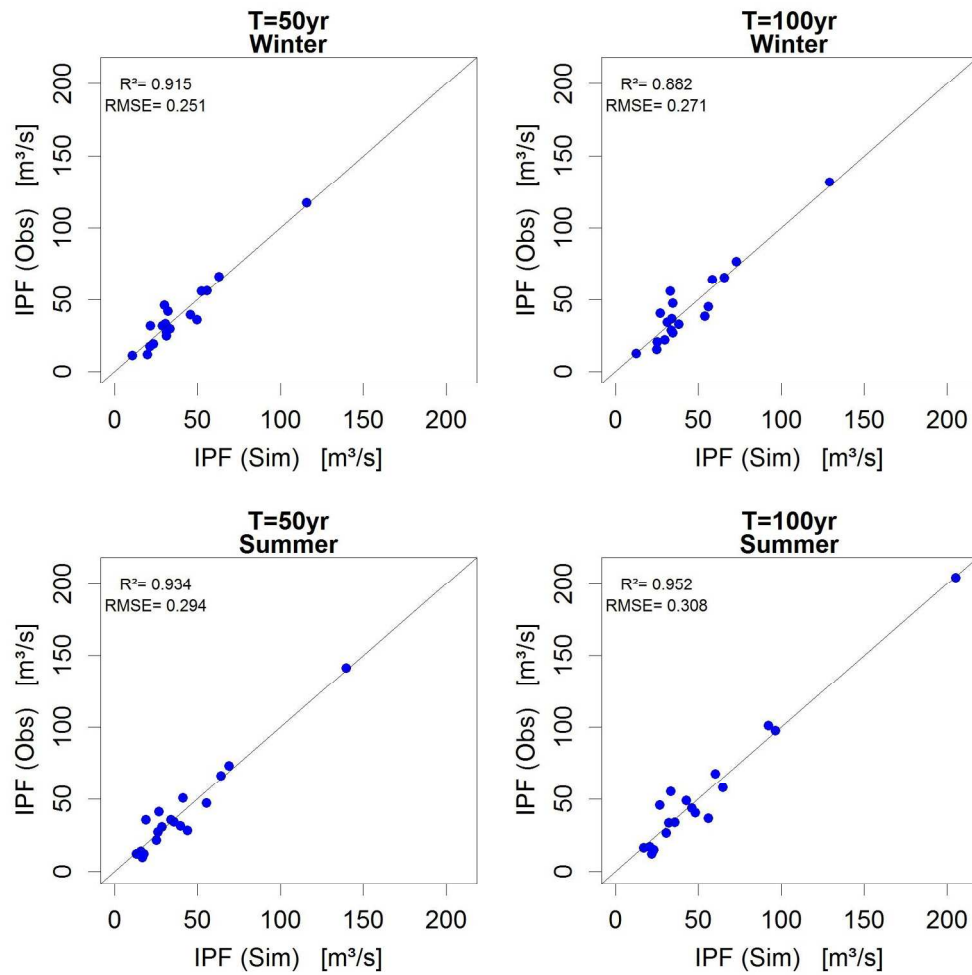 T=50yr
Winter
R²= 0.915
RMSE= 0.251
200
150
100
50
0
IPF (Obs) [m³/s]
0 50 100 150 200
IPF (Sim) [m³/s]
T=100yr
Winter
R²= 0.882
RMSE= 0.271
200
150
100
50
0
IPF (Obs) [m³/s]
0 50 100 150 200
IPF (Sim) [m³/s]
T=50yr
Summer
R²= 0.934
RMSE= 0.294
200
150
100
50
0
IPF (Obs) [m³/s]
0 50 100 150 200
IPF (Sim) [m³/s]
T=100yr
Summer
R²= 0.952
RMSE= 0.308
200
150
100
50
0
IPF (Obs) [m³/s]
0 50 100 150 200
IPF (Sim) [m³/s]